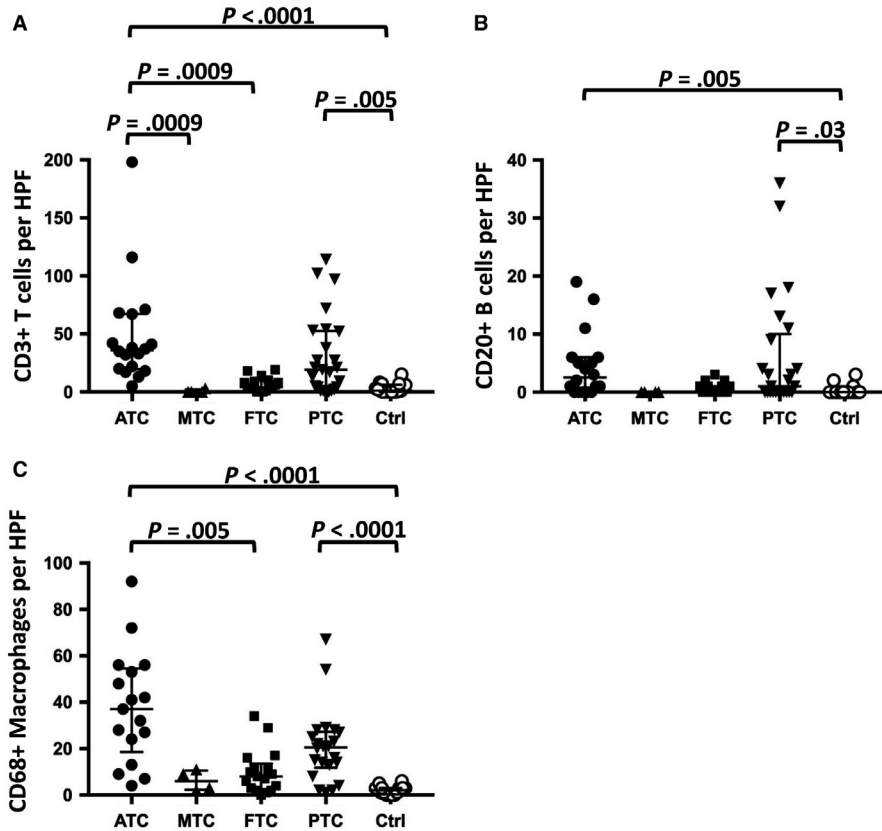 A
P < .0001
P = .0009
P = .0009
P = .005
CD3+ T cells per HPF
200
150
100
50
0
ATC MTC FTC PTC Ctrl
B
P = .005
P = .03
CD20+ B cells per HPF
40
30
20
10
0
ATC MTC FTC PTC Ctrl
C
P < .0001
P = .005
P < .0001
CD68+ Macrophages per HPF
100
80
60
40
20
0
ATC MTC FTC PTC Ctrl